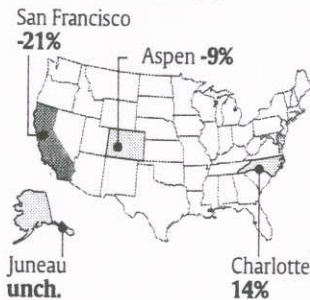 San Francisco
-21%
Aspen -9%
Juneau
unch.
Charlotte
14%